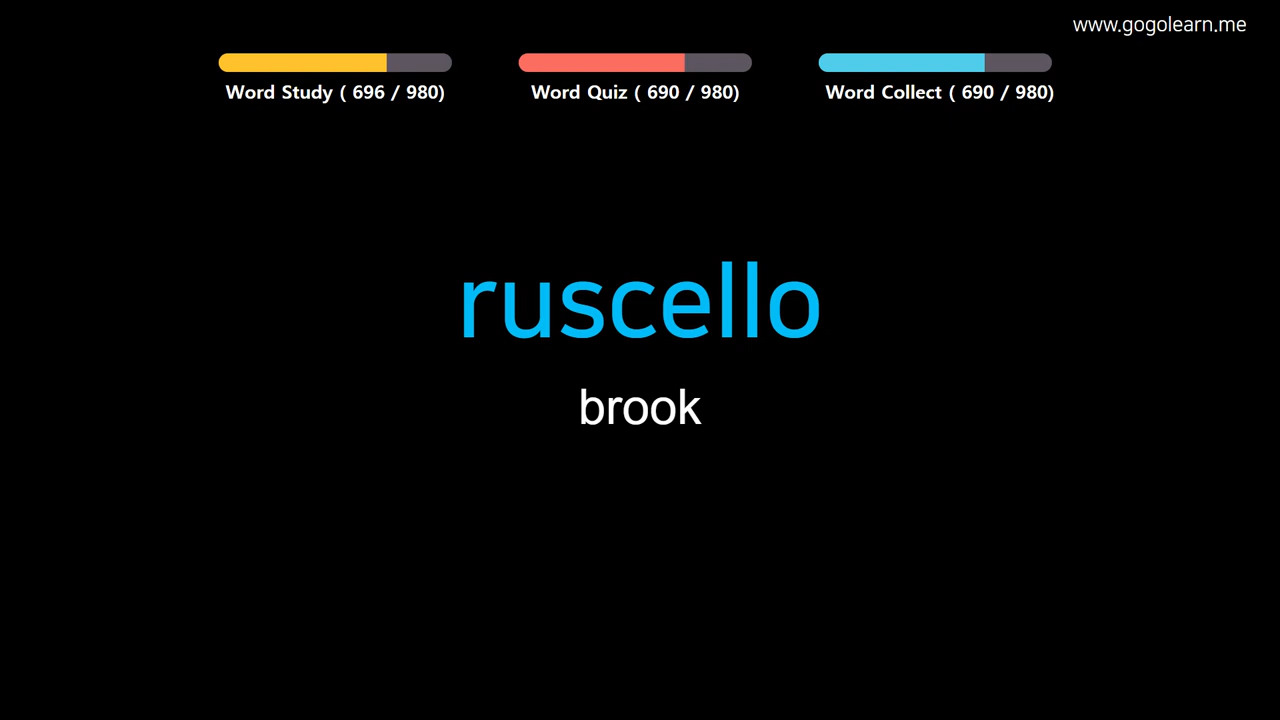 www.gogolearn.me
Word Study ( 696 / 980)
Word Quiz ( 690 / 980)
Word Collect ( 690 / 980)
ruscello
brook